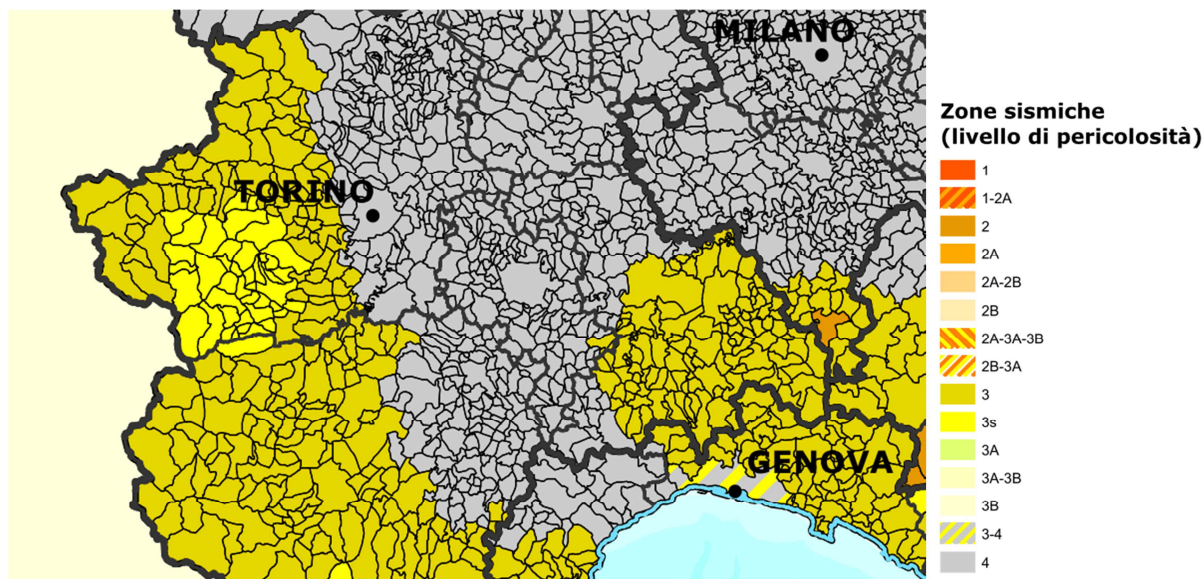 MILANO
TORINO
GENOVA
Zone sismiche
(livello di pericolosità)
1
1-2A
2
2A
2A-2B
2B
2A-3A-3B
2B-3A
3
3s
3A
3A-3B
3B
3-4
4